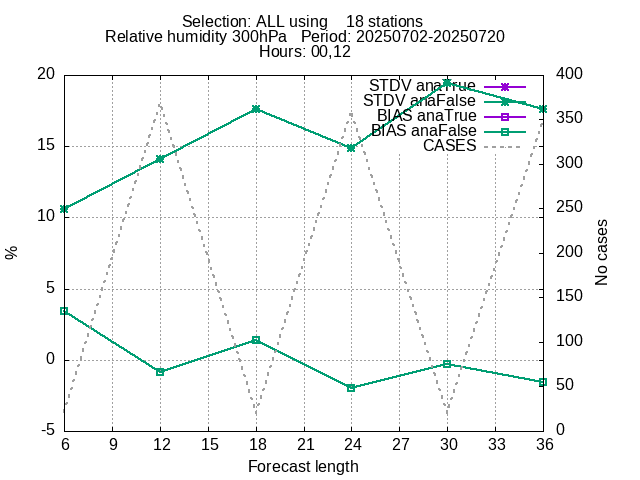 Selection: ALL using    18 stations
Relative humidity 300hPa   Period: 20250702-20250720
Hours: 00,12
STDV anaTrue
STDV anaFalse
BIAS anaTrue
BIAS anaFalse
CASES
20
15
10
5
0
-5
%
400
350
300
250
200
150
100
50
0
No cases
6 9 12 15 18 21 24 27 30 33 36
Forecast length